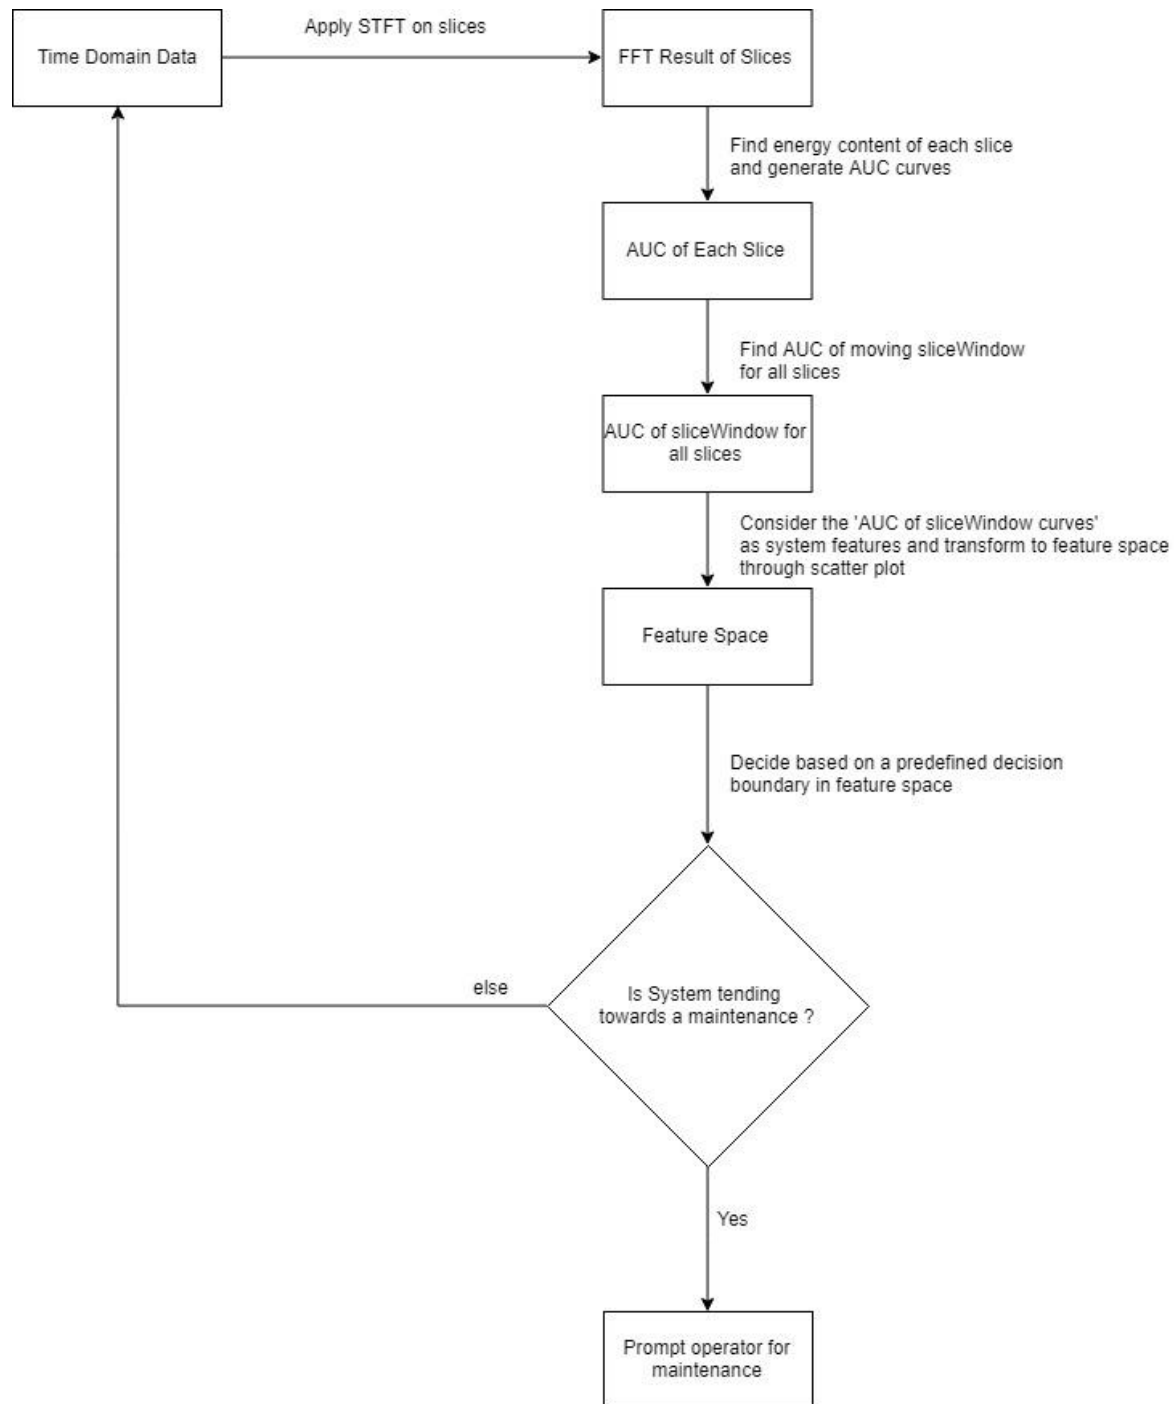 Time Domain Data
Apply STFT on slices
FFT Result of Slices
Find energy content of each slice
and generate AUC curves
AUC of Each Slice
Find AUC of moving sliceWindow
for all slices
AUC of sliceWindow for
all slices
Consider the 'AUC of sliceWindow curves'
as system features and transform to feature space
through scatter plot
Feature Space
Decide based on a predefined decision
boundary in feature space
else
Is System tending
towards a maintenance ?
Yes
Prompt operator for
maintenance